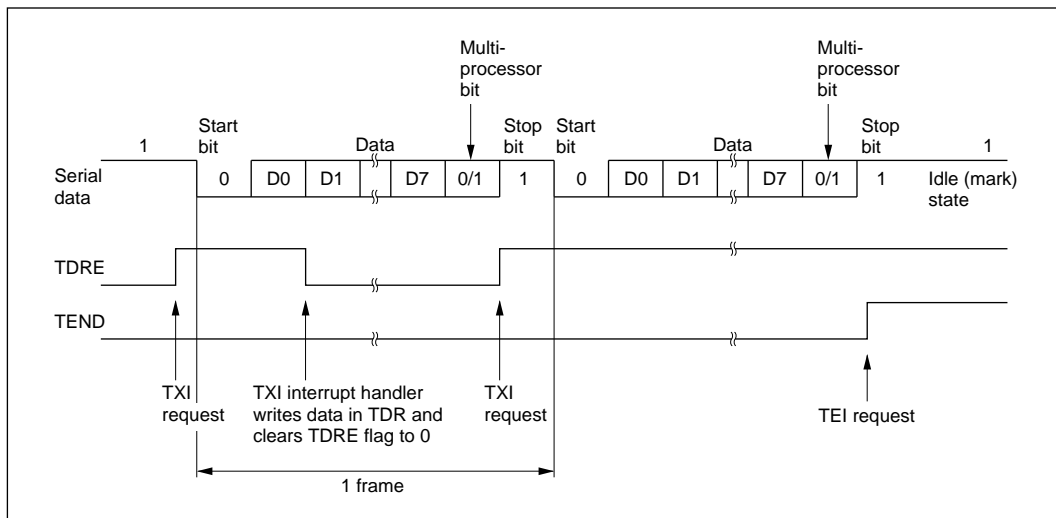 Multi-
processor
bit
Multi-
processor
bit
1
Start
bit
Data
Stop
bit
Start
bit
Data
Stop
bit
1
Serial
data
0
D0
D1
D7
0/1
1
0
D0
D1
D7
0/1
1
Idle (mark)
state
TDRE
TEND
TXI
request
TXI interrupt handler
writes data in TDR and
clears TDRE flag to 0
TXI
request
TEI request
1 frame